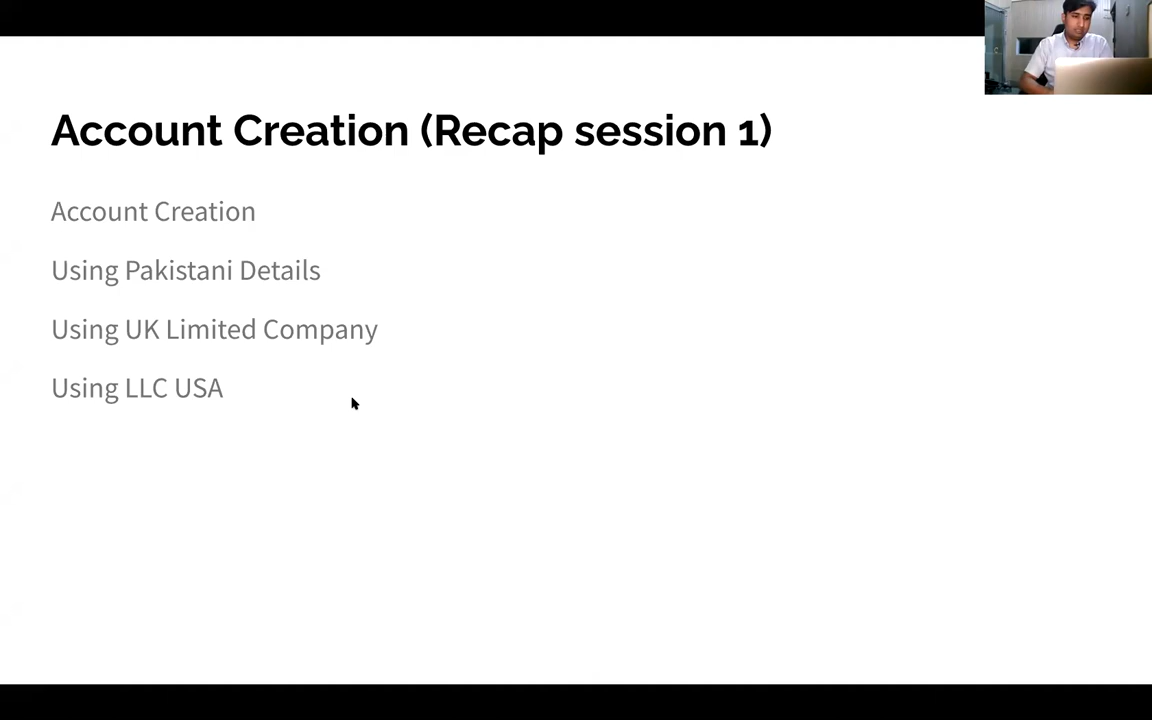 Account Creation (Recap session 1)
Account Creation
Using Pakistani Details
Using UK Limited Company
Using LLC USA